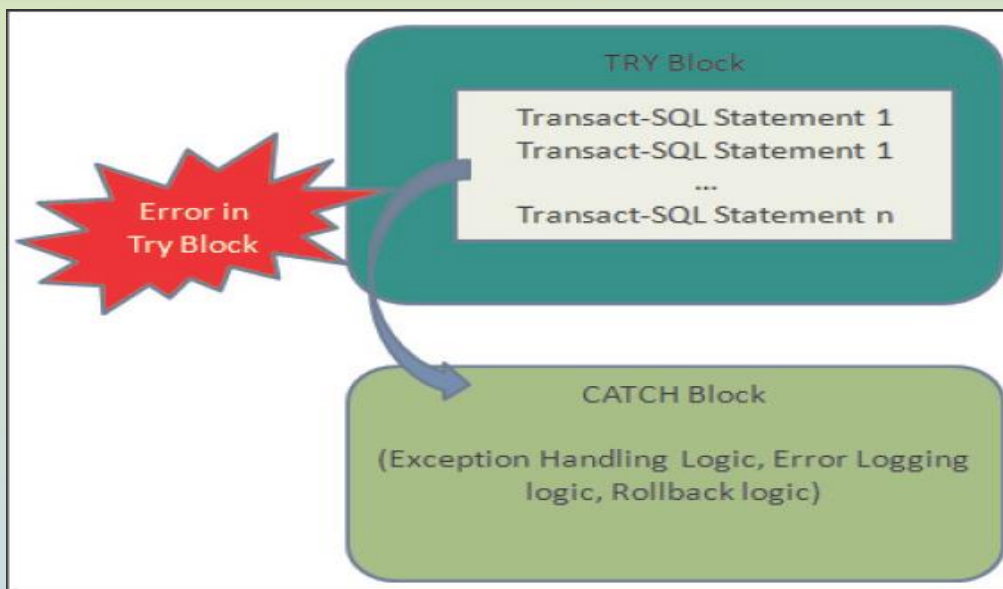 TRY Block
Transact-SQL Statement 1
Transact-SQL Statement 1
...
Transact-SQL Statement n
Error in
Try Block
CATCH Block
(Exception Handling Logic, Error Logging
logic, Rollback logic)